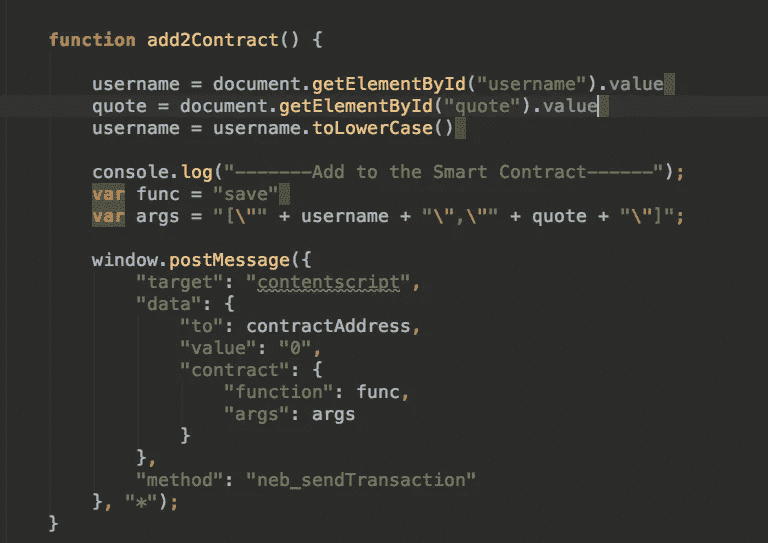 function add2Contract() {
username = document.getElementById("username").value
quote = document.getElementById("quote").value
username = username.toLowerCase()
console.log("-------Add to the Smart Contract------");
var func = "save"
var args = "[\"" + username + "\",\"" + quote + "\"]";
window.postMessage({
"target": "contentscript",
"data": {
"to": contractAddress,
"value": "0",
"contract": {
"function": func,
"args": args
}
},
"method": "neb_sendTransaction"
}, "*");
}